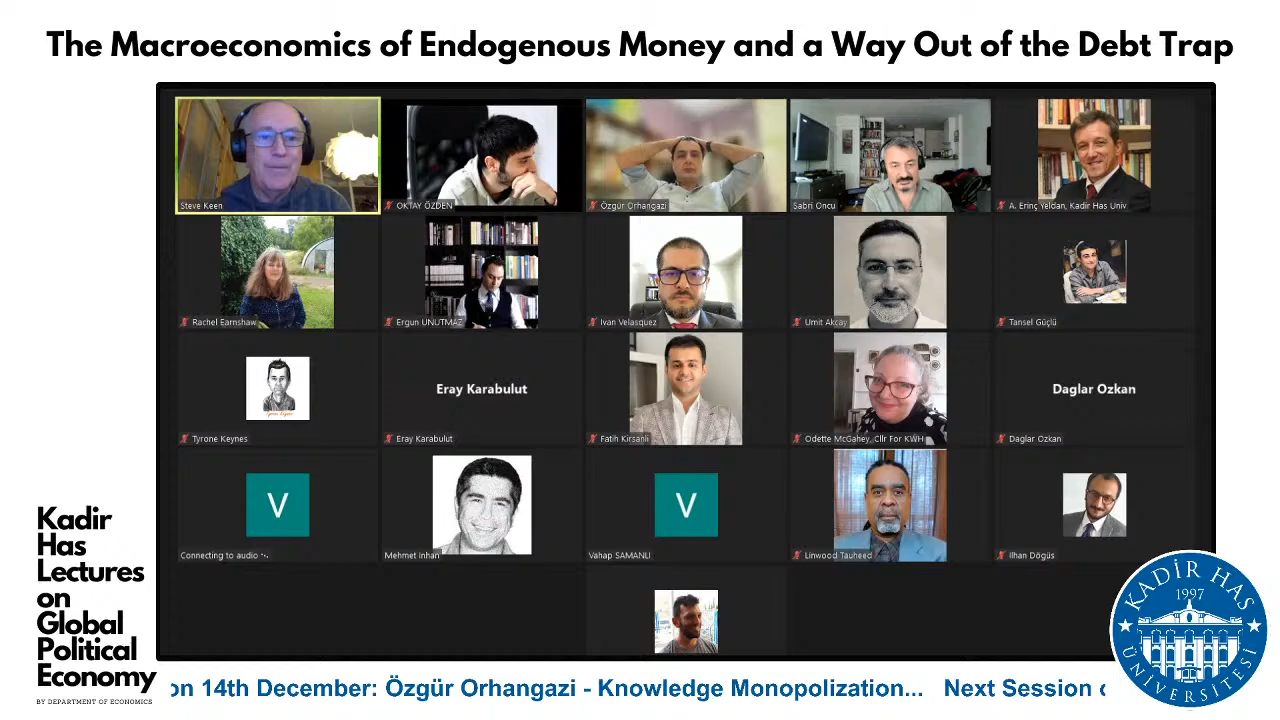 The Macroeconomics of Endogenous Money and a Way Out of the Debt Trap
Steve Keen
OKTAY ÖZDEN
Özgür Orhangazi
Sabri Oncu
A. Erinç Yeldan, Kadir Has Univ
Rachel Earnshaw
Ergun UNUTMAZ
Ivan Velasquez
Umit Akcay
Tansel Güçlü
Tyrone Keynes
Eray Karabulut
Eray Karabulut
Fatih Kirsanli
Odette McGahey, Cllr For KWH
Daglar Ozkan
Daglar Ozkan
V
Connecting to audio
Mehmet Inhan
V
Vahap SAMANLI
Linwood Tauheed
Ilhan Dögüs
Kadir
Has
Lectures
on
Global
Political
Economy
BY DEPARTMENT OF ECONOMICS
on 14th December: Özgür Orhangazi - Knowledge Monopolization... Next Session
KADİR HAS
1997
ÜNİVERSİTESİ